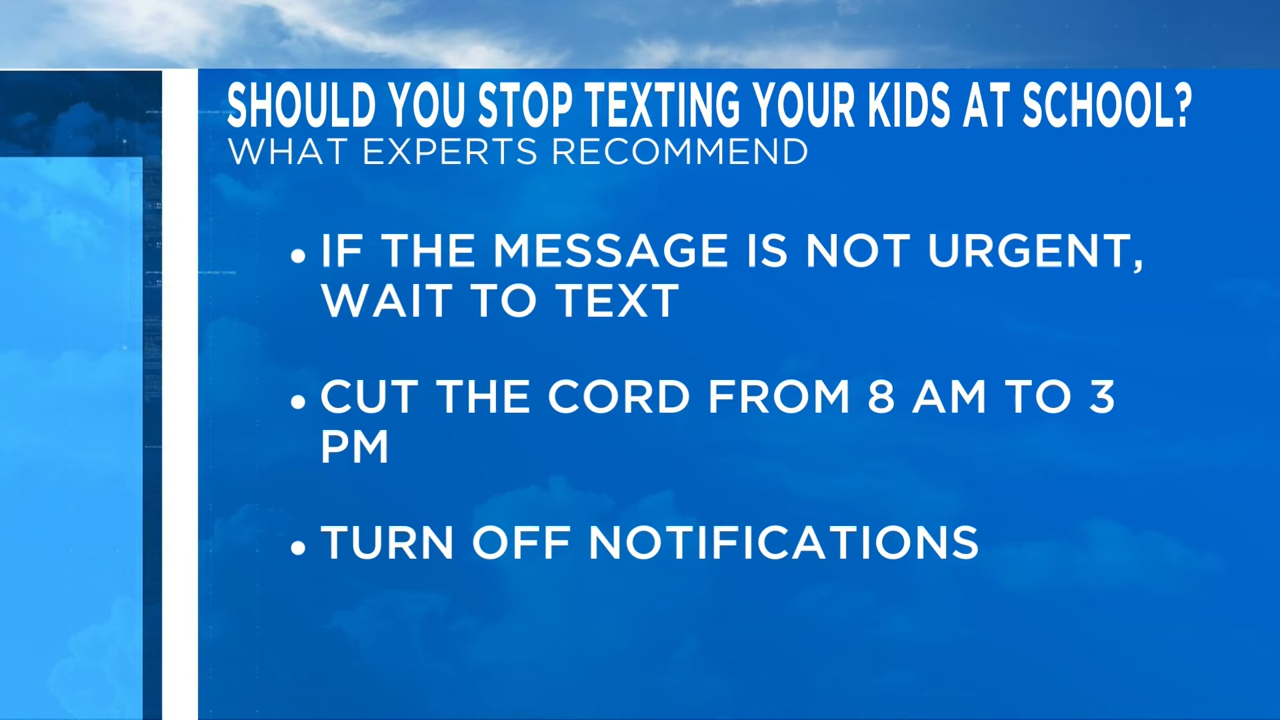 SHOULD YOU STOP TEXTING YOUR KIDS AT SCHOOL?
WHAT EXPERTS RECOMMEND
• IF THE MESSAGE IS NOT URGENT,
WAIT TO TEXT
• CUT THE CORD FROM 8 AM TO 3
PM
• TURN OFF NOTIFICATIONS